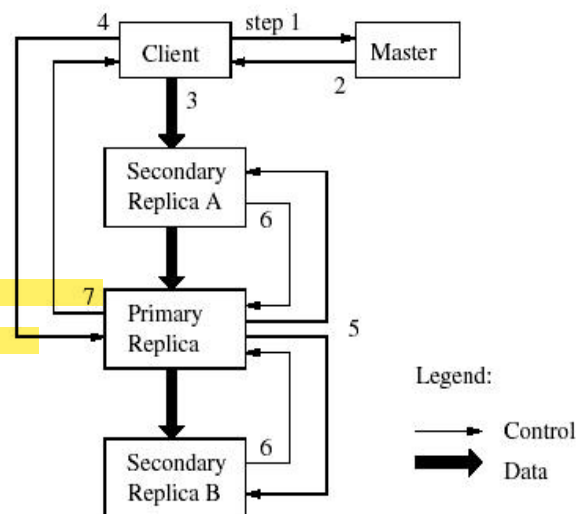 4
step 1
Client
Master
2
3
Secondary
Replica A
6
7
Primary
Replica
5
Legend:
Control
6
Secondary
Replica B
Data